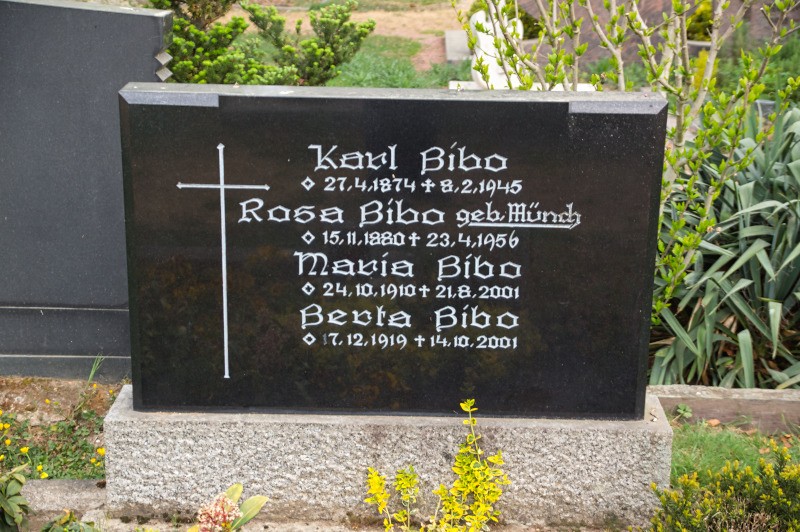 Karl Bibo
◇ 27.4.1874 ✝ 8.2.1945
Rosa Bibo geb. Münch
◇ 15.11.1880 ✝ 23.4.1956
Maria Bibo
◇ 24.10.1910 ✝ 21.8.2001
Berta Bibo
◇ 17.12.1919 ✝ 14.10.2001